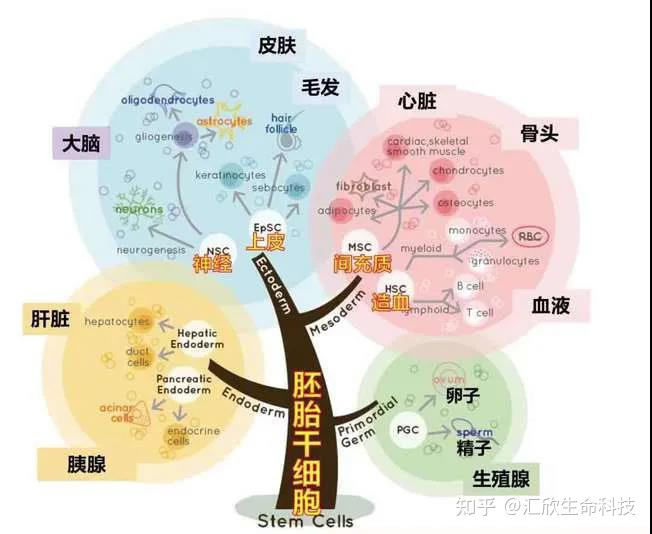 皮肤
毛发
心脏
骨头
大脑
oligodendrocytes
astrocytes
hair
follicle
gliogenesis
keratinocytes
sebocytes
neurons
neurogenesis
NSC
神经
EpSC
上皮
cardiac,skeletal
smooth muscle
chondrocytes
fibroblast
osteocytes
adipocytes
monocytes
RBC
MSC
间充质
myeloid
granulocytes
HSC
造血
B cell
lymphoid
T cell
血液
Ectoderm
Mesoderm
肝脏
hepatocytes
Hepatic
Endoderm
duct
cells
Pancreatic
Endoderm
acinar
cells
endocrine
cells
Endoderm
胰腺
胚胎干细胞
Primordial
Germ
PGC
ovum
卵子
sperm
精子
生殖腺
Stem Cells
知乎 @汇欣生命科技